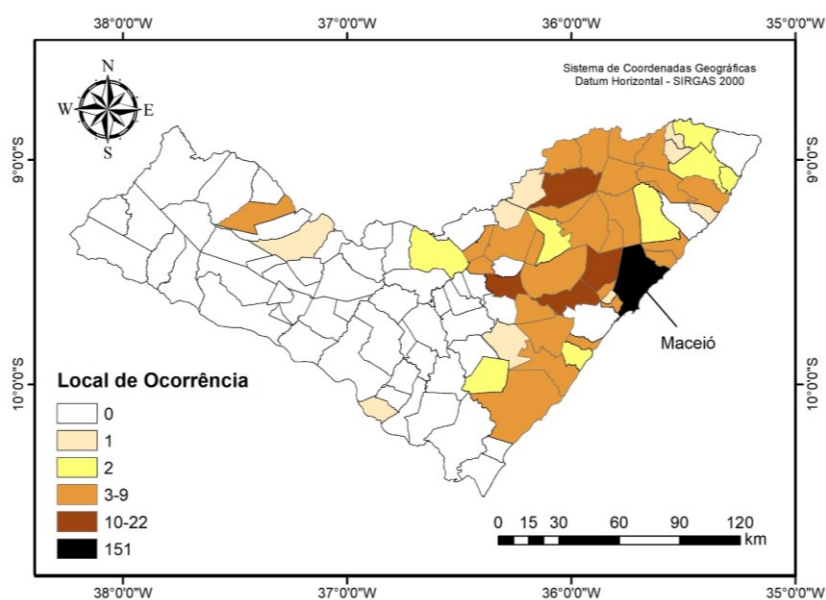 38°0'0"W 37°0'0"W 36°0'0"W 35°0'0"W
Sistema de Coordenadas Geográficas
Datum Horizontal - SIRGAS 2000
N
W E
S
9°0'0"S 9°0'0"S
Maceió
10°0'0"S 10°0'0"S
Local de Ocorrência
0
1
2
3-9
10-22
151
0 15 30 60 90 120
km
38°0'0"W 37°0'0"W 36°0'0"W 35°0'0"W